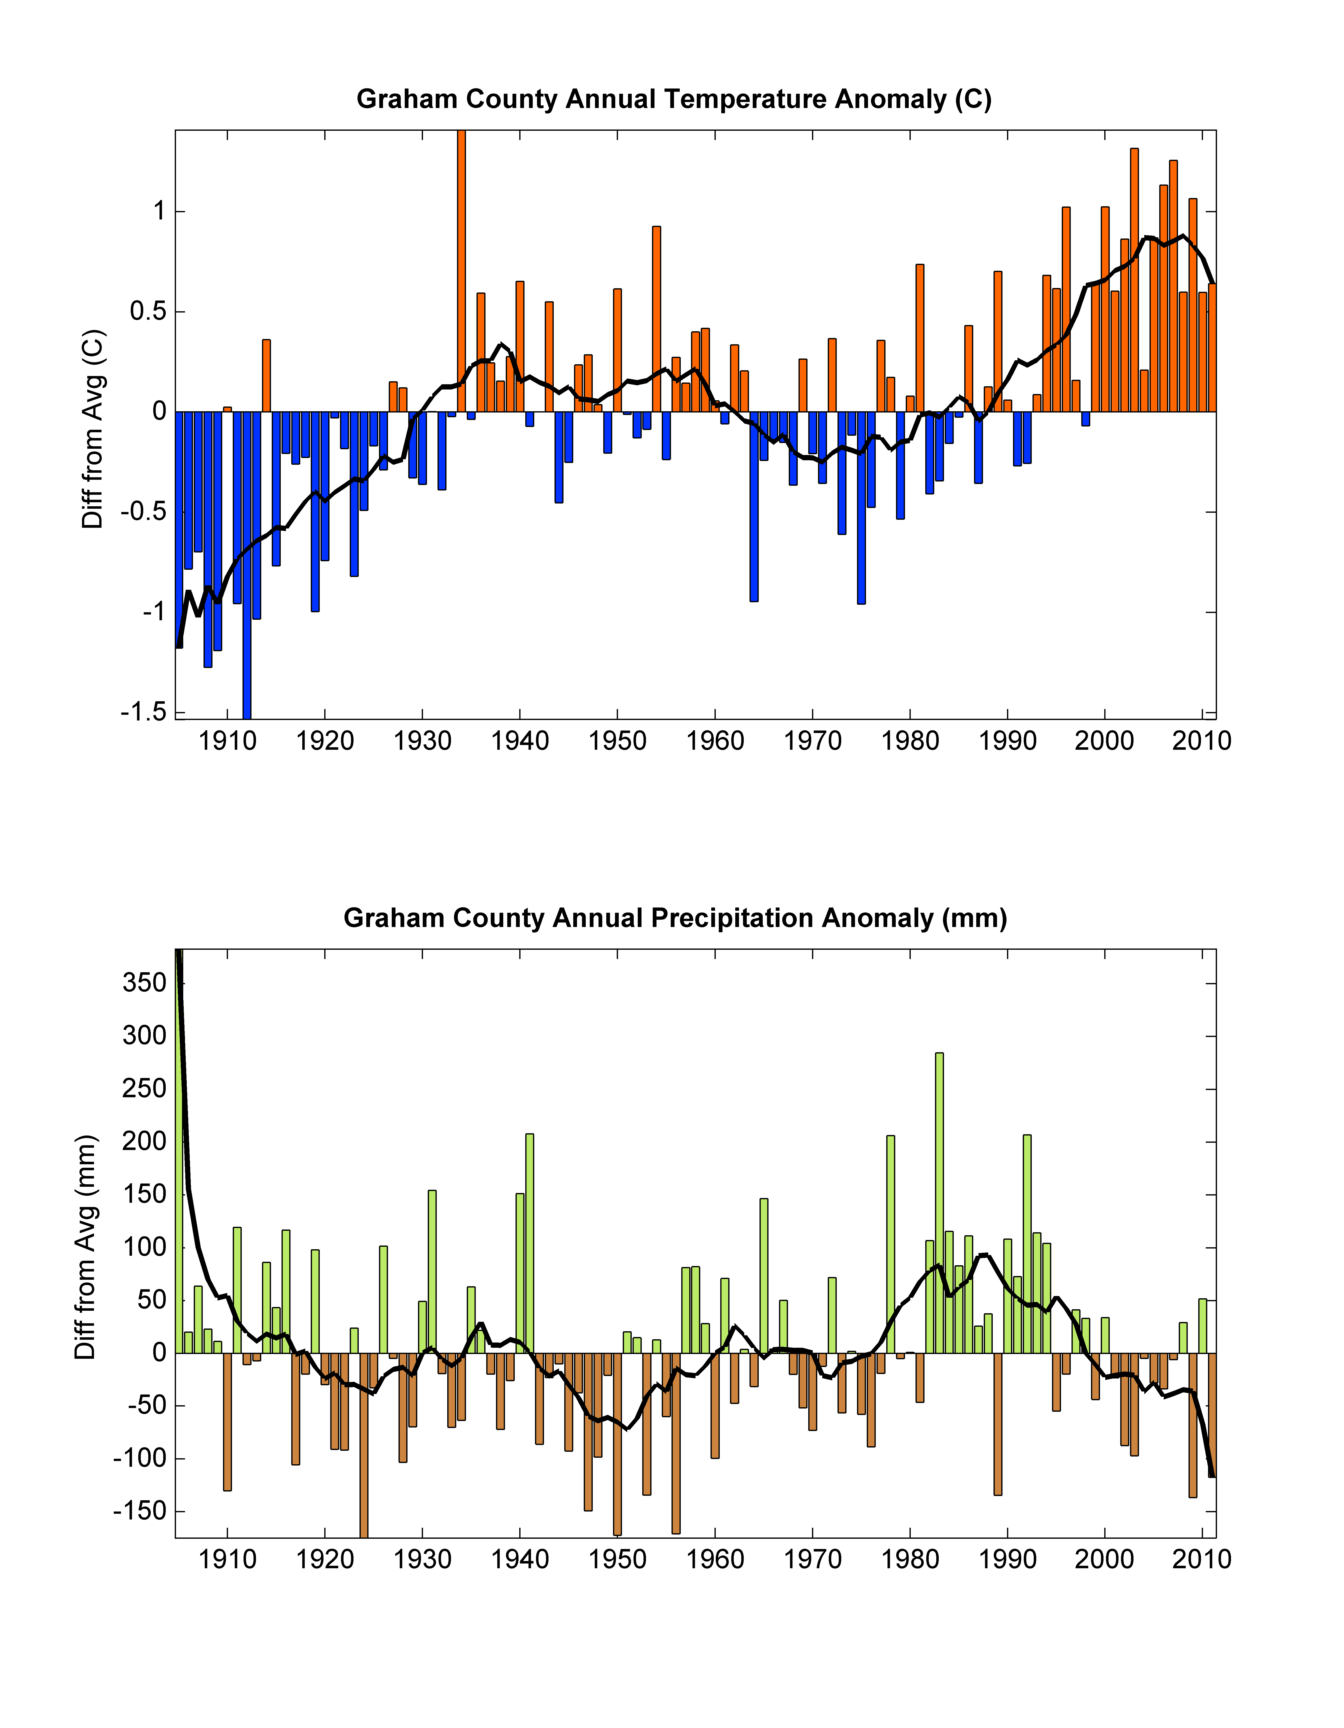 Graham County Annual Temperature Anomaly (C)
Diff from Avg (C)
1
0.5
0
-0.5
-1
-1.5
1910 1920 1930 1940 1950 1960 1970 1980 1990 2000 2010
Graham County Annual Precipitation Anomaly (mm)
Diff from Avg (mm)
350
300
250
200
150
100
50
0
-50
-100
-150
1910 1920 1930 1940 1950 1960 1970 1980 1990 2000 2010